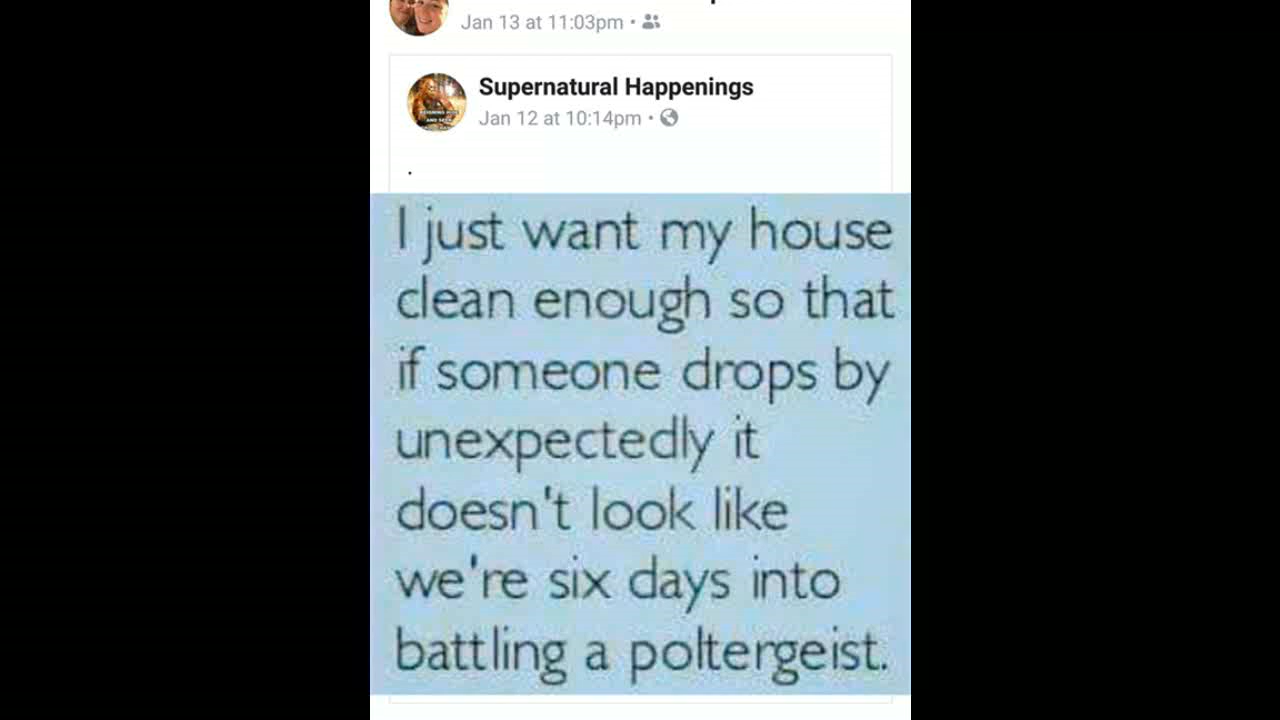 Jan 13 at 11:03pm •
Supernatural Happenings
Jan 12 at 10:14pm •
.
I just want my house
clean enough so that
if someone drops by
unexpectedly it
doesn't look like
we're six days into
battling a poltergeist.